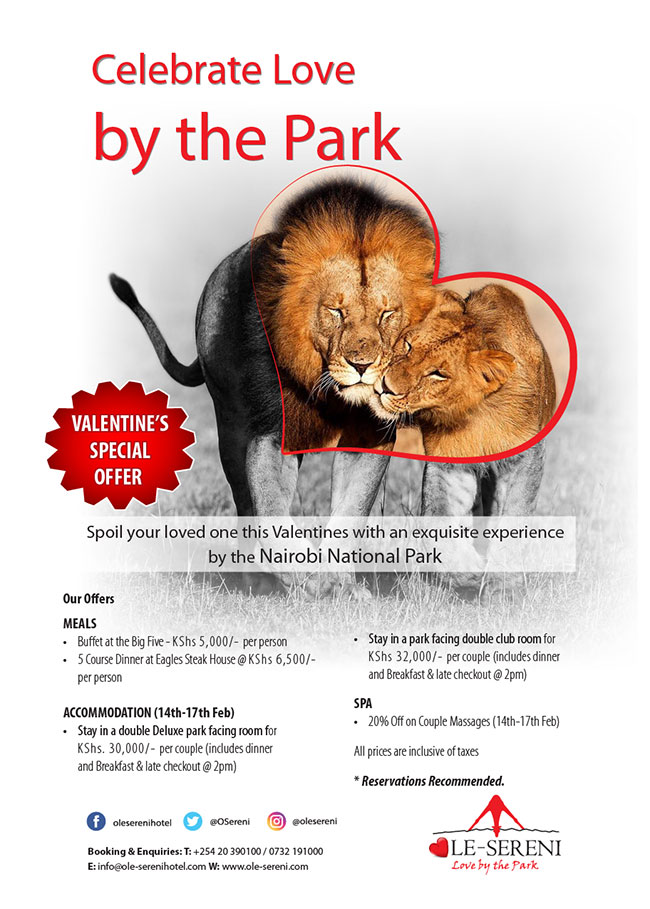 Celebrate Love
by the Park
VALENTINE'S
SPECIAL
OFFER
Spoil your loved one this Valentines with an exquisite experience
by the Nairobi National Park
Our Offers
MEALS
• Buffet at the Big Five - KShs 5,000/- per person
• 5 Course Dinner at Eagles Steak House @ KShs 6,500/-
per person
ACCOMMODATION (14th-17th Feb)
• Stay in a double Deluxe park facing room for
KShs. 30,000/- per couple (includes dinner
and Breakfast & late checkout @ 2pm)
• Stay in a park facing double club room for
KShs 32,000/- per couple (includes dinner
and Breakfast & late checkout @ 2pm)
SPA
• 20% Off on Couple Massages (14th-17th Feb)
All prices are inclusive of taxes
* Reservations Recommended.
oleserenihotel @OSereni @olesereni
Booking & Enquiries: T: +254 20 390100 / 0732 191000
E: info@ole-serenihotel.com W: www.ole-sereni.com
LE-SERENI
Love by the Park